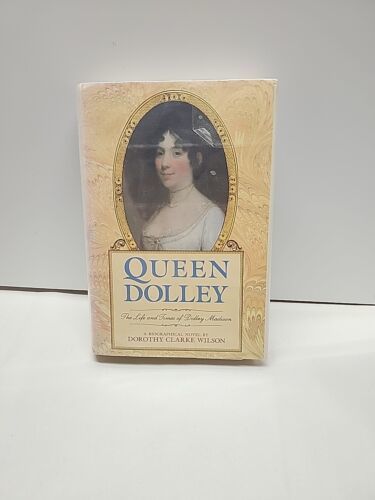 QUEEN
DOLLEY
The Life and Times of Dolley Madison
A BIOGRAPHICAL NOVEL BY
DOROTHY CLARKE WILSON